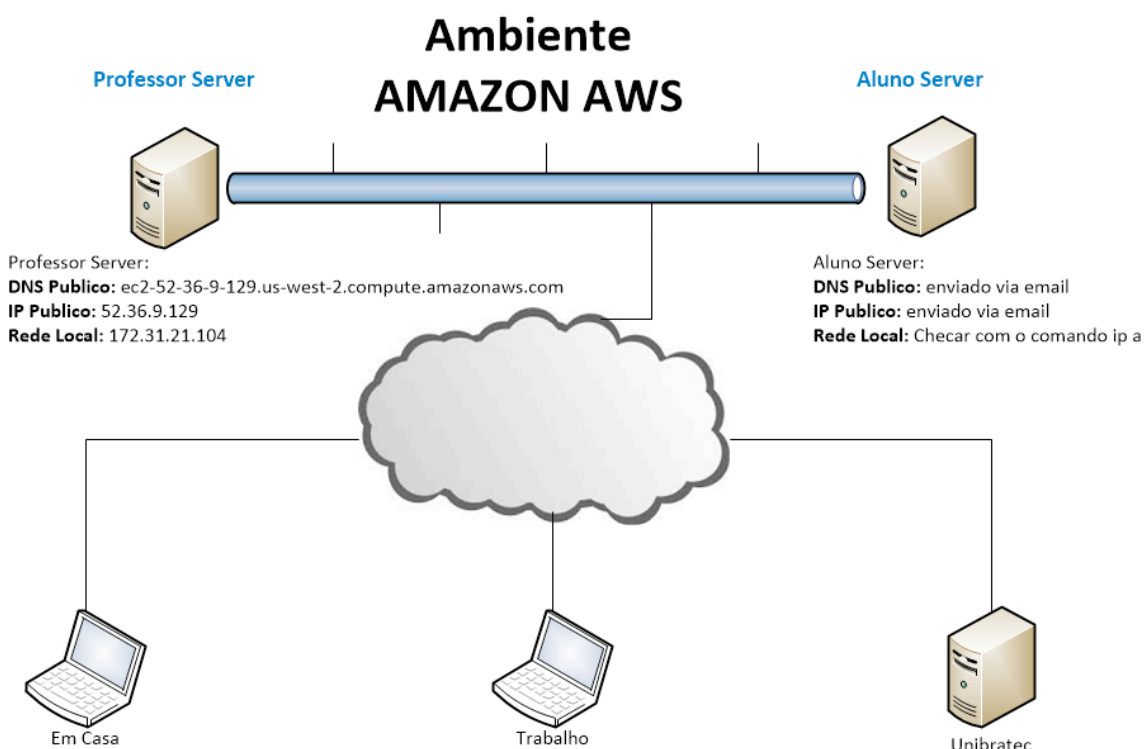 Ambiente
AMAZON AWS
Professor Server
Aluno Server
Professor Server:
DNS Publico: ec2-52-36-9-129.us-west-2.compute.amazonaws.com
IP Publico: 52.36.9.129
Rede Local: 172.31.21.104
Aluno Server:
DNS Publico: enviado via email
IP Publico: enviado via email
Rede Local: Checar com o comando ip a
Em Casa
Trabalho
Unibratec